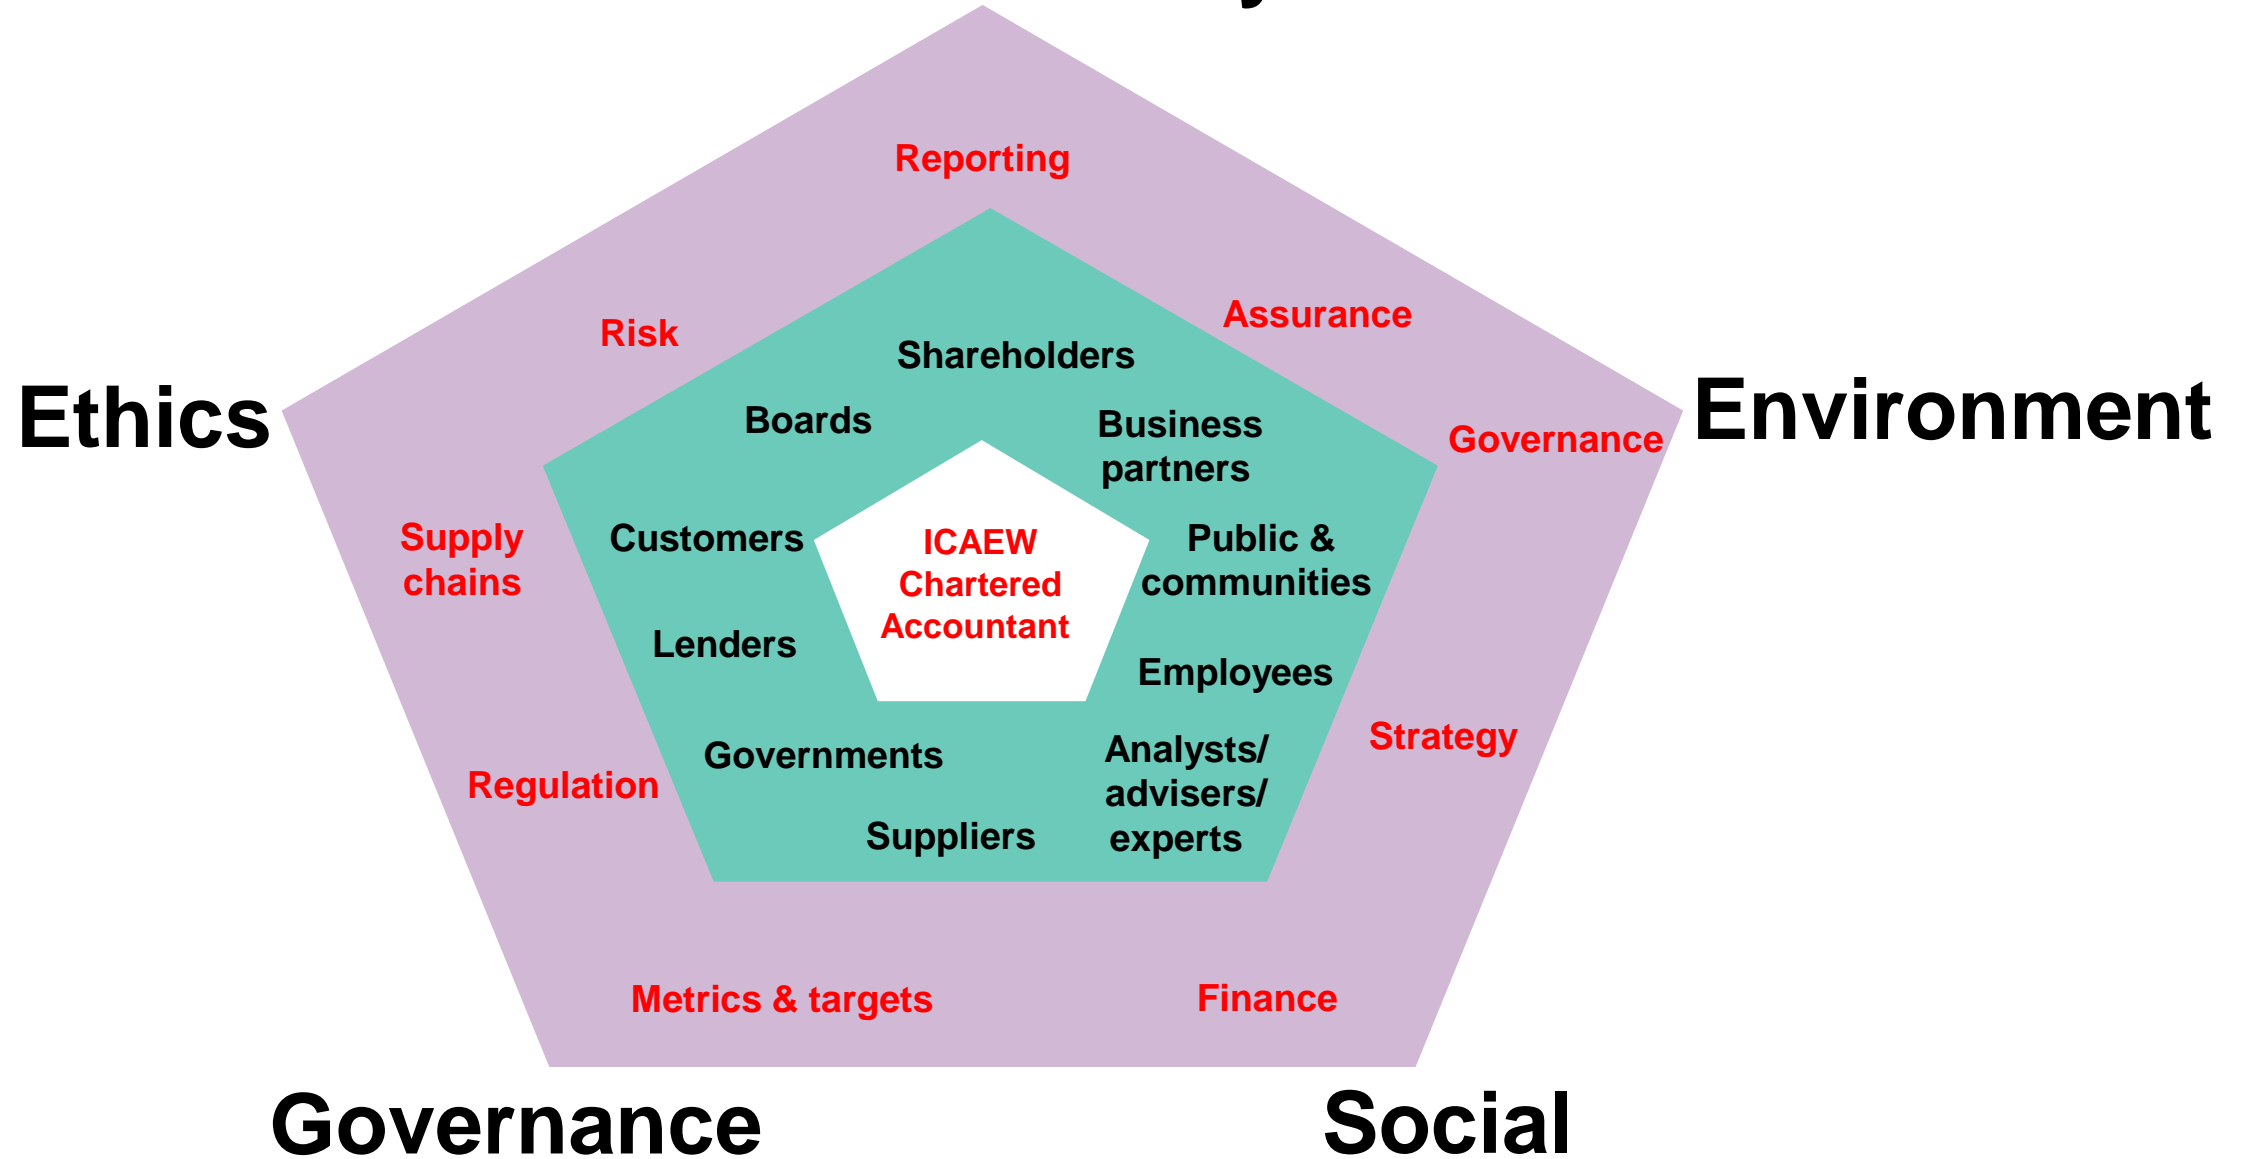 Reporting
Assurance
Risk
Shareholders
Ethics
Environment
Boards
Business
partners
Governance
Customers
ICAEW
Chartered
Accountant
Public &
communities
Supply
chains
Lenders
Employees
Strategy
Governments
Analysts/
advisers/
experts
Regulation
Suppliers
Metrics & targets
Finance
Governance
Social